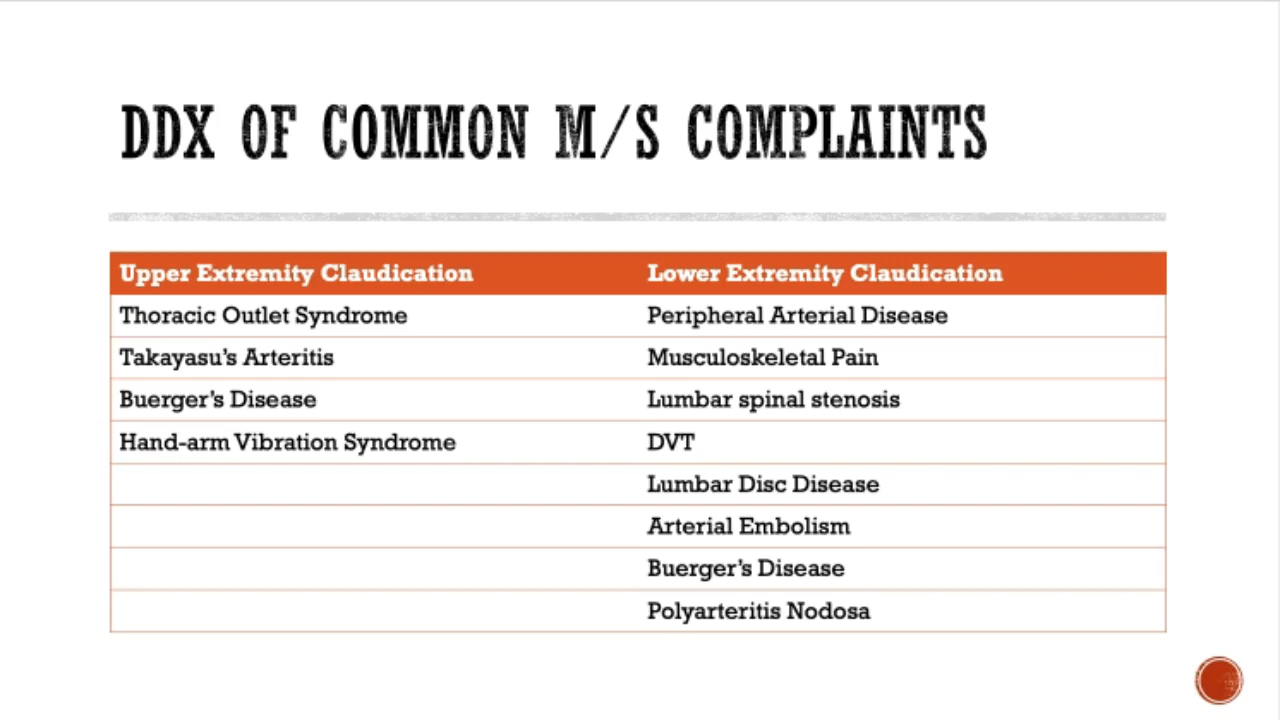 DDX OF COMMON M/S COMPLAINTS
Upper Extremity Claudication Lower Extremity Claudication
Thoracic Outlet Syndrome Peripheral Arterial Disease
Takayasu's Arteritis Musculoskeletal Pain
Buerger's Disease Lumbar spinal stenosis
Hand-arm Vibration Syndrome DVT
Lumbar Disc Disease
Arterial Embolism
Buerger's Disease
Polyarteritis Nodosa